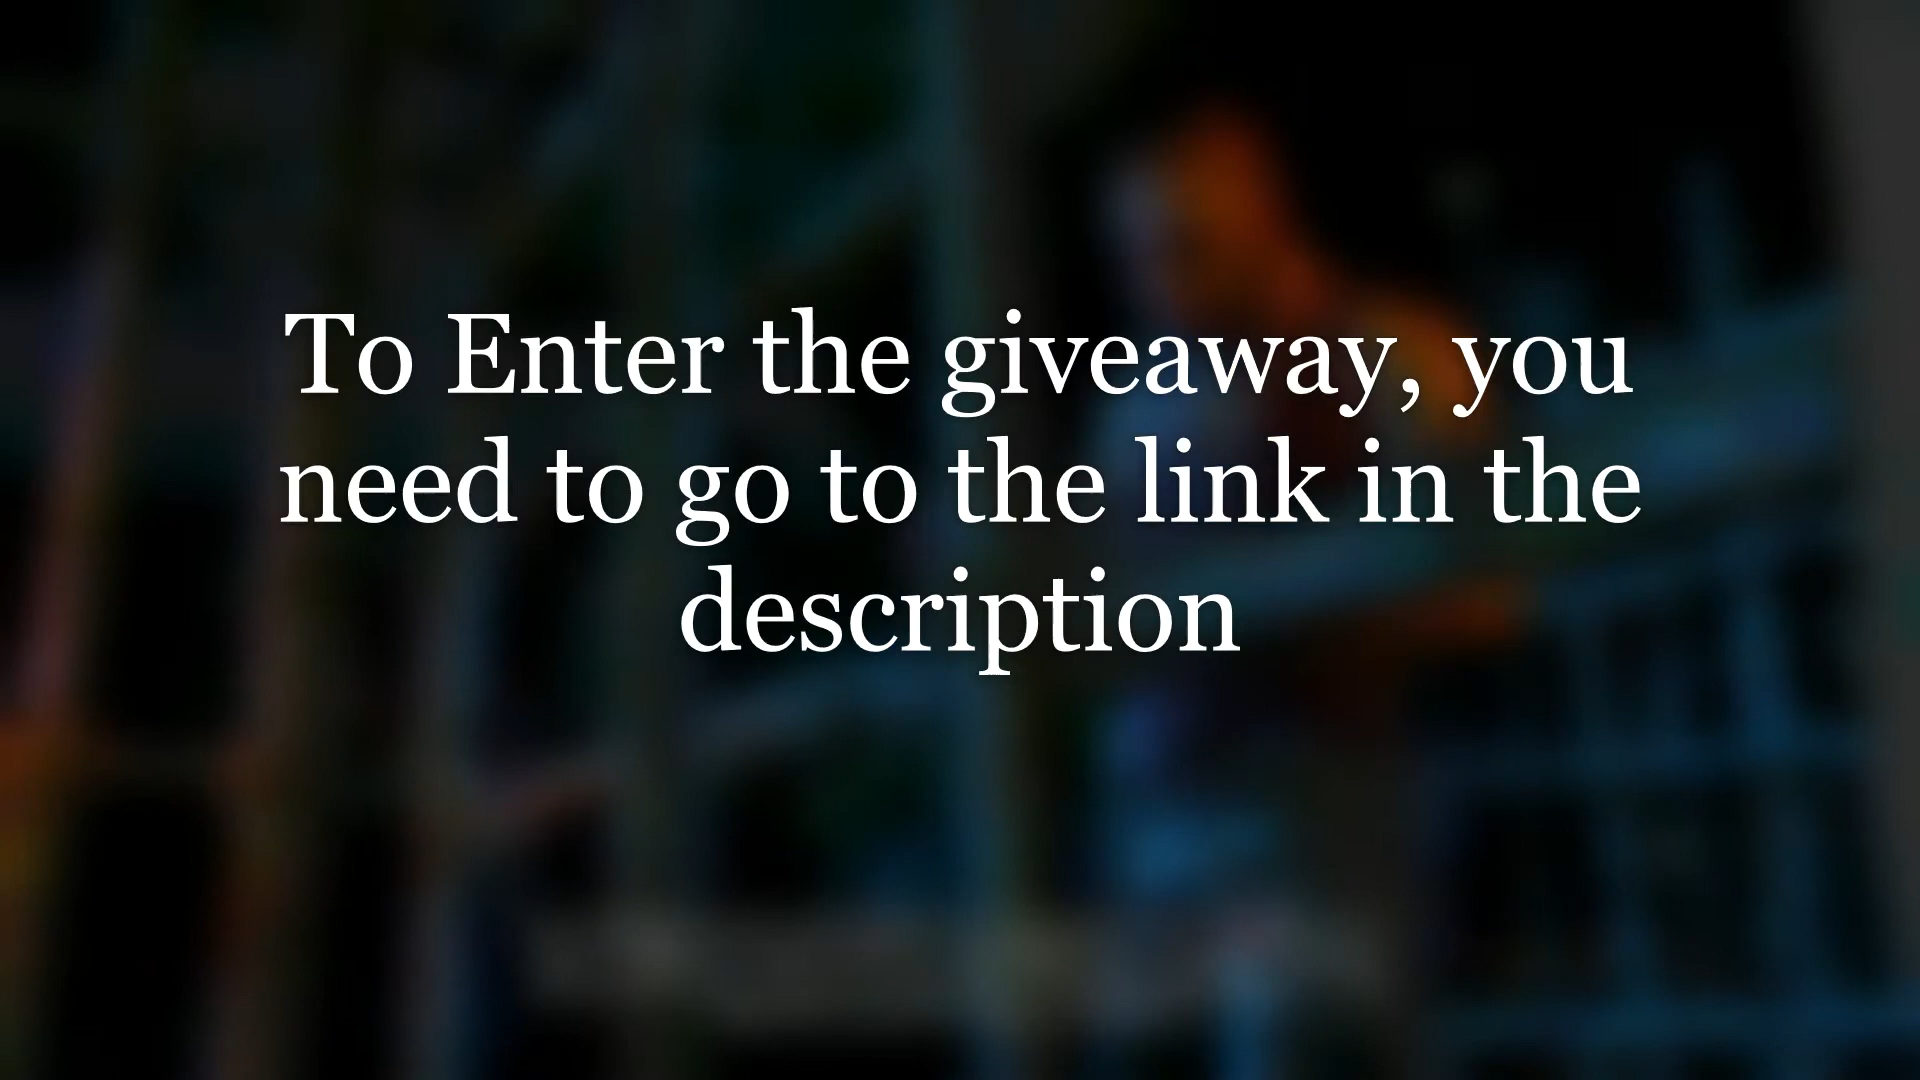 To Enter the giveaway, you
need to go to the link in the
description